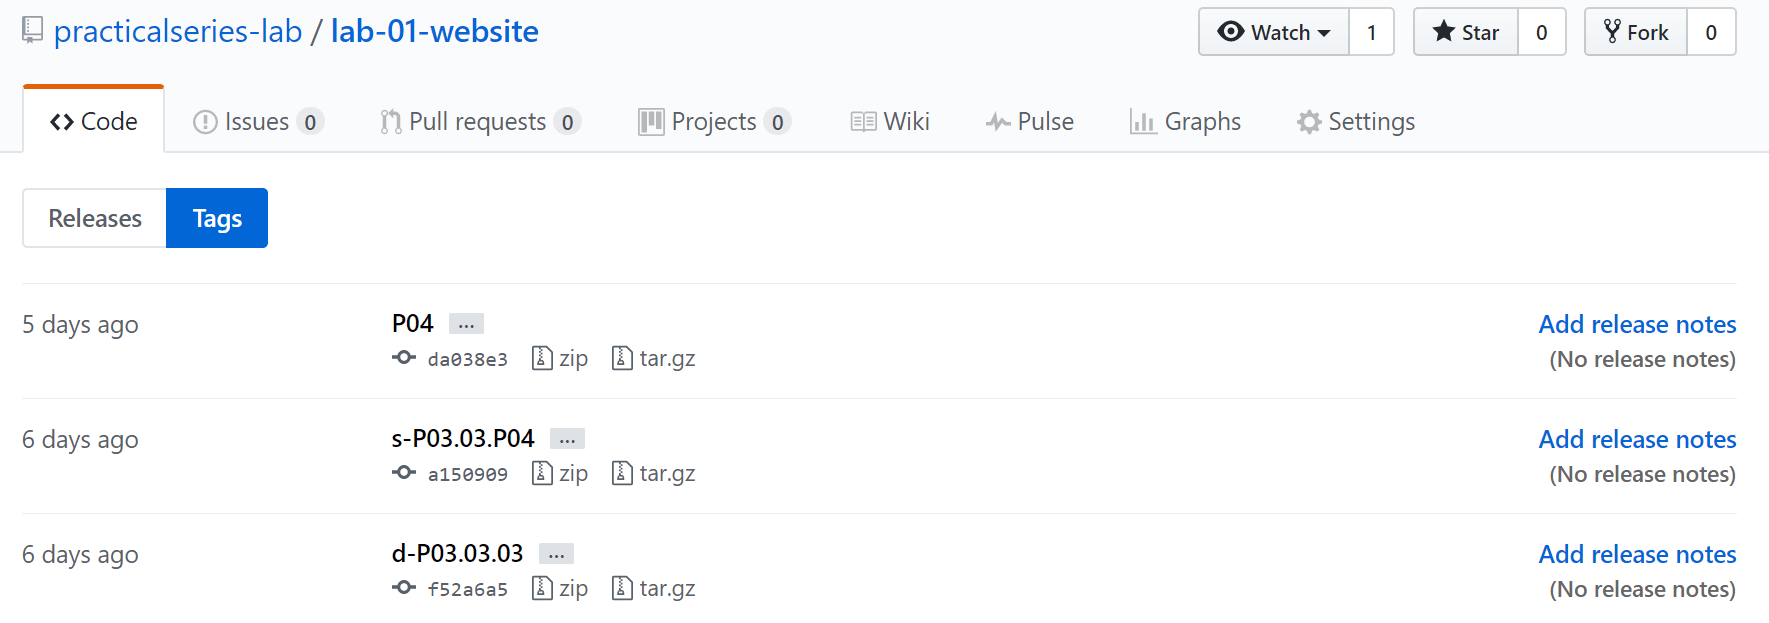 practicalseries-lab / lab-01-website Watch 1 Star 0 Fork 0
Code Issues 0 Pull requests 0 Projects 0 Wiki Pulse Graphs Settings
Releases Tags
5 days ago P04 ... Add release notes
da038e3 zip tar.gz (No release notes)
6 days ago s-P03.03.P04 ... Add release notes
a150909 zip tar.gz (No release notes)
6 days ago d-P03.03.03 ... Add release notes
f52a6a5 zip tar.gz (No release notes)